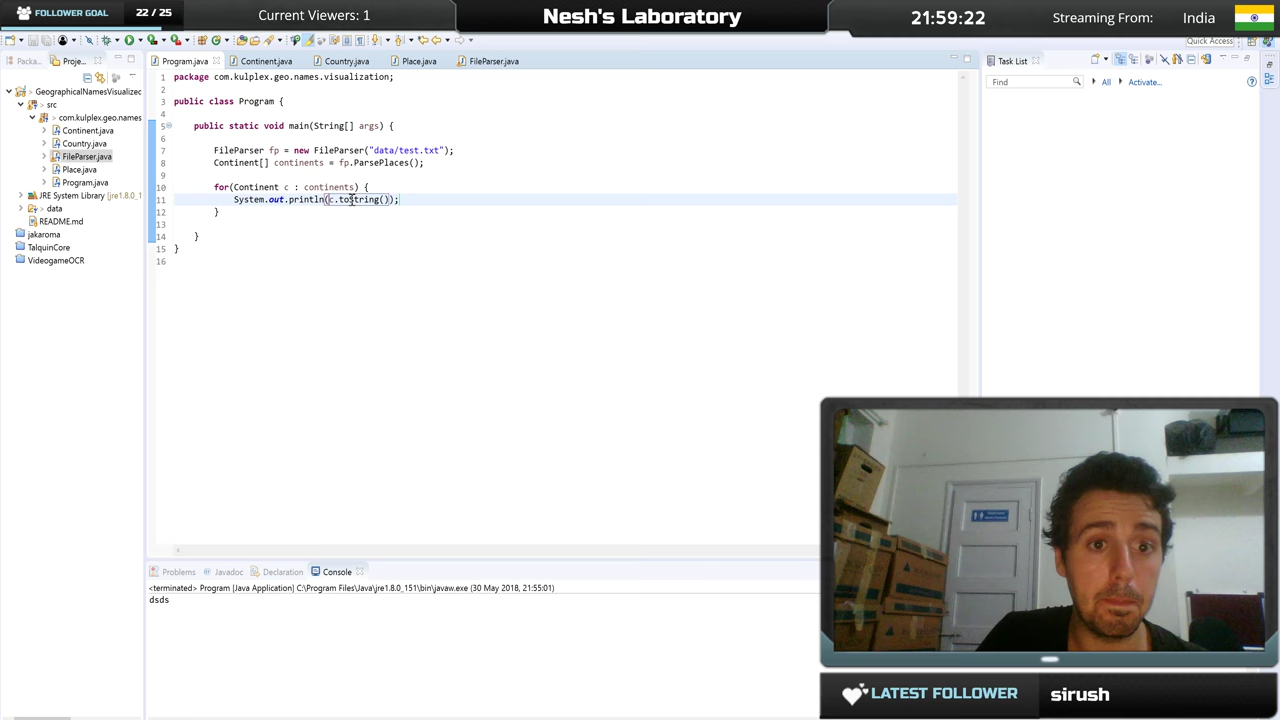 FOLLOWER GOAL
22 / 25
Current Viewers: 1
Nesh's Laboratory
21:59:22
Streaming From:
India
Quick Access
Packa..
Proje...
Program.java
Continent.java
Country.java
Place.java
FileParser.java
Task List
Find
All
Activate...
GeographicalNamesVisualizec
src
com.kulplex.geo.names
Continent.java
Country.java
FileParser.java
Place.java
Program.java
JRE System Library [jre1.8.0_
data
README.md
jakaroma
TalquinCore
VideogameOCR
1 package com.kulplex.geo.names.visualization;
2
3 public class Program {
4
5 public static void main(String[] args) {
6
7 FileParser fp = new FileParser("data/test.txt");
8 Continent[] continents = fp.ParsePlaces();
9
10 for(Continent c : continents) {
11 System.out.println(c.toString());
12 }
13
14 }
15 }
16
Problems
Javadoc
Declaration
Console
<terminated> Program [Java Application] C:\Program Files\Java\jre1.8.0_151\bin\javaw.exe (30 May 2018, 21:55:01)
dsds
LATEST FOLLOWER
sirush